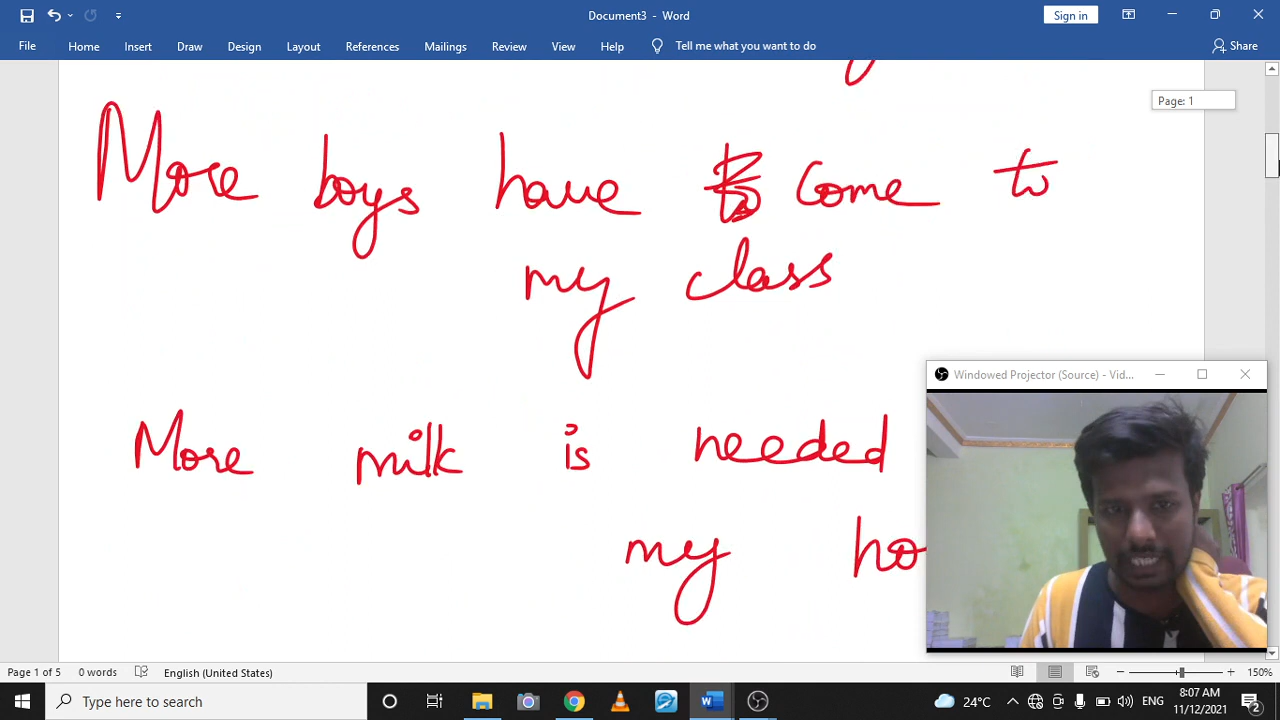 Document3 - Word
Sign in
File Home Insert Draw Design Layout References Mailings Review View Help Tell me what you want to do Share
Page: 1
More boys have come to
my class
Windowed Projector (Source) - Vid...
More milk is needed
my ho
Page 1 of 5 0 words English (United States) 150%
Type here to search 24°C ENG 8:07 AM
11/12/2021 2